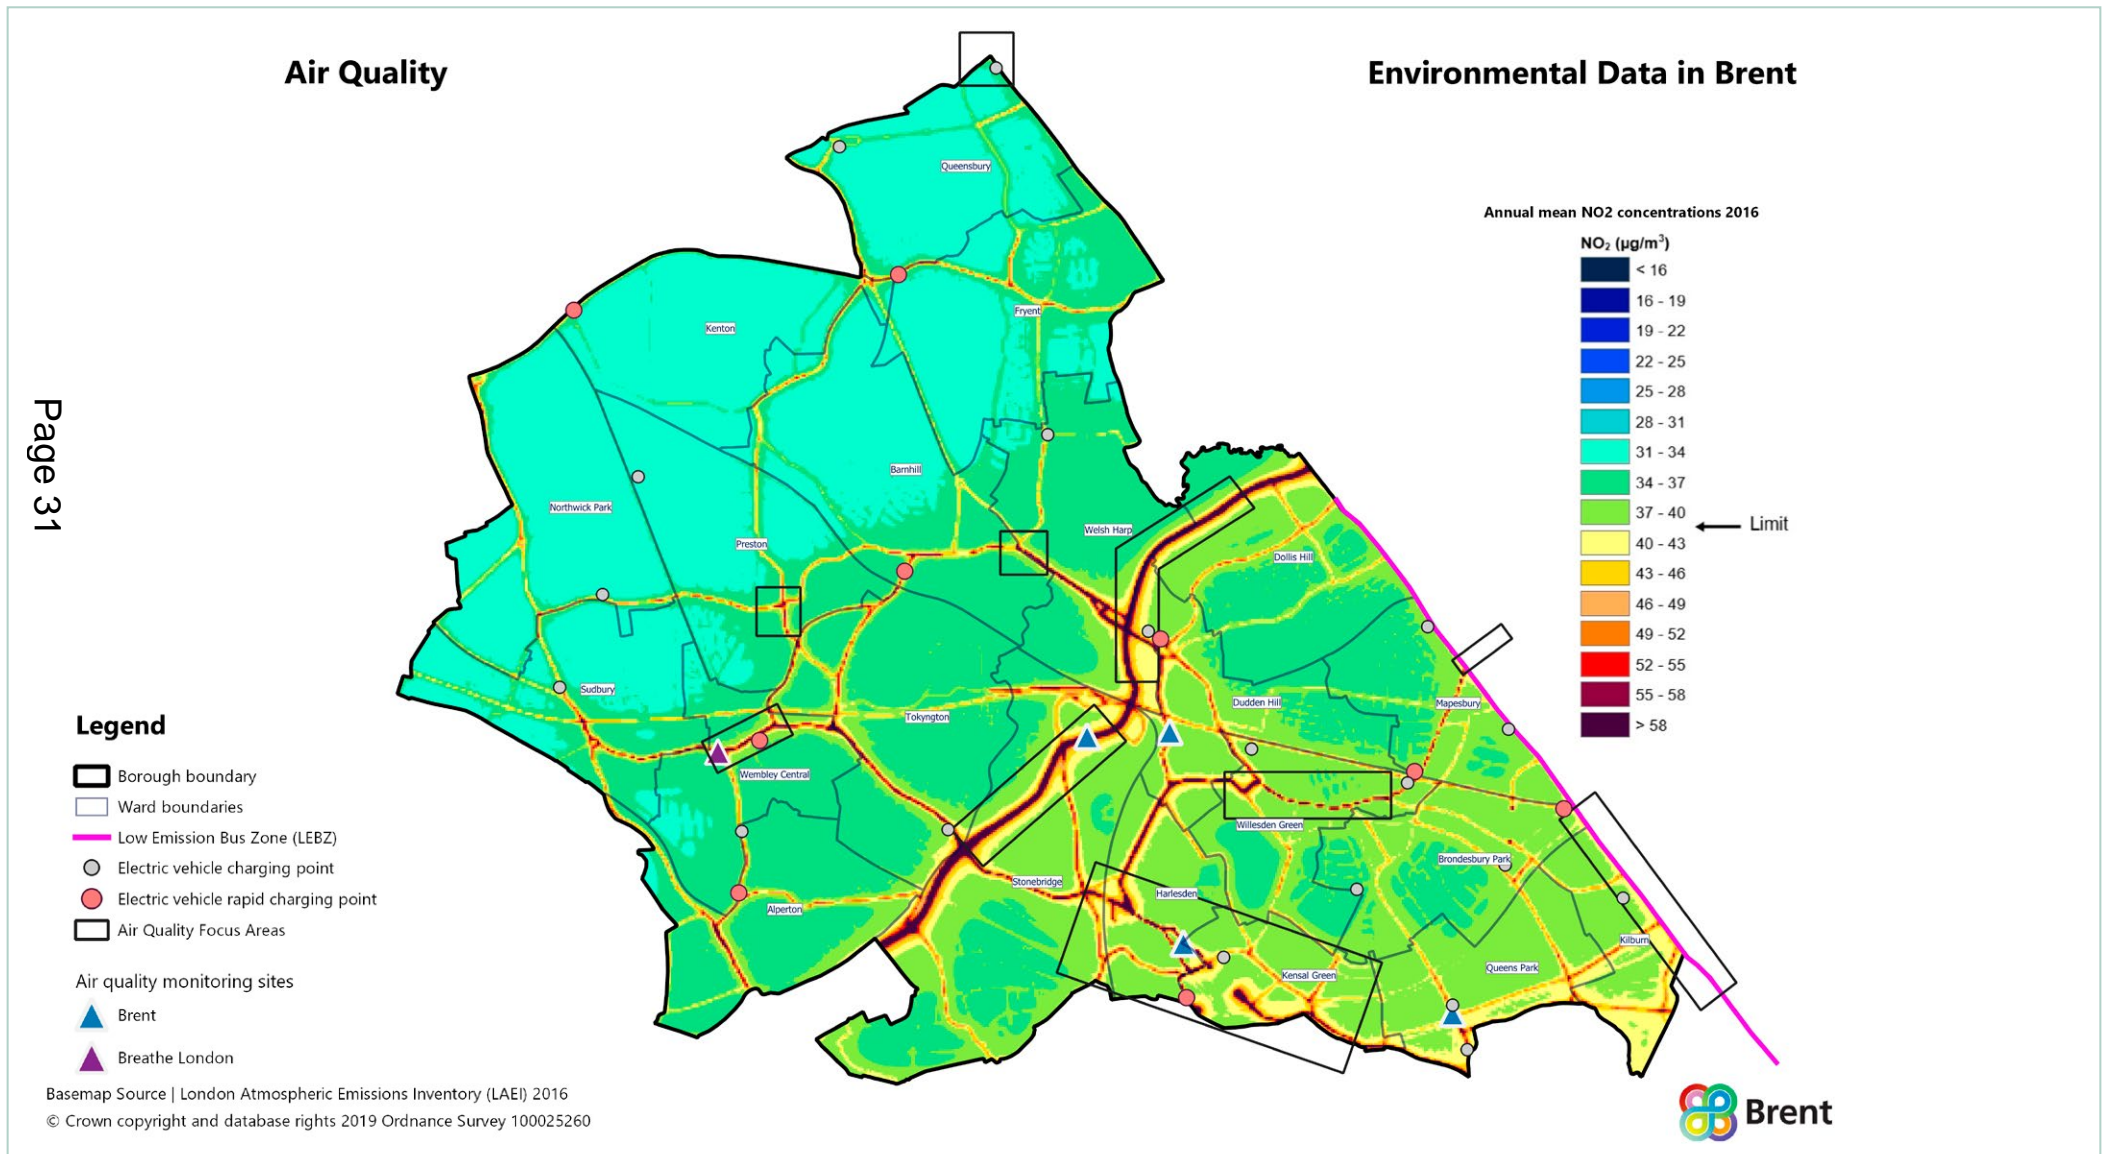 Air Quality
Environmental Data in Brent
Page 31
Annual mean NO2 concentrations 2016
NO₂ (µg/m³)
< 16
16 - 19
19 - 22
22 - 25
25 - 28
28 - 31
31 - 34
34 - 37
37 - 40
Limit
40 - 43
43 - 46
46 - 49
49 - 52
52 - 55
55 - 58
> 58
Queensbury
Fryent
Kenton
Barnhill
Northwick Park
Welsh Harp
Preston
Dollis Hill
Sudbury
Dudden Hill
Mapesbury
Tokyngton
Wembley Central
Willesden Green
Brondesbury Park
Stonebridge
Harlesden
Alperton
Kilburn
Queens Park
Kensal Green
Legend
Borough boundary
Ward boundaries
Low Emission Bus Zone (LEBZ)
Electric vehicle charging point
Electric vehicle rapid charging point
Air Quality Focus Areas
Air quality monitoring sites
Brent
Breathe London
Basemap Source | London Atmospheric Emissions Inventory (LAEI) 2016
© Crown copyright and database rights 2019 Ordnance Survey 100025260
Brent